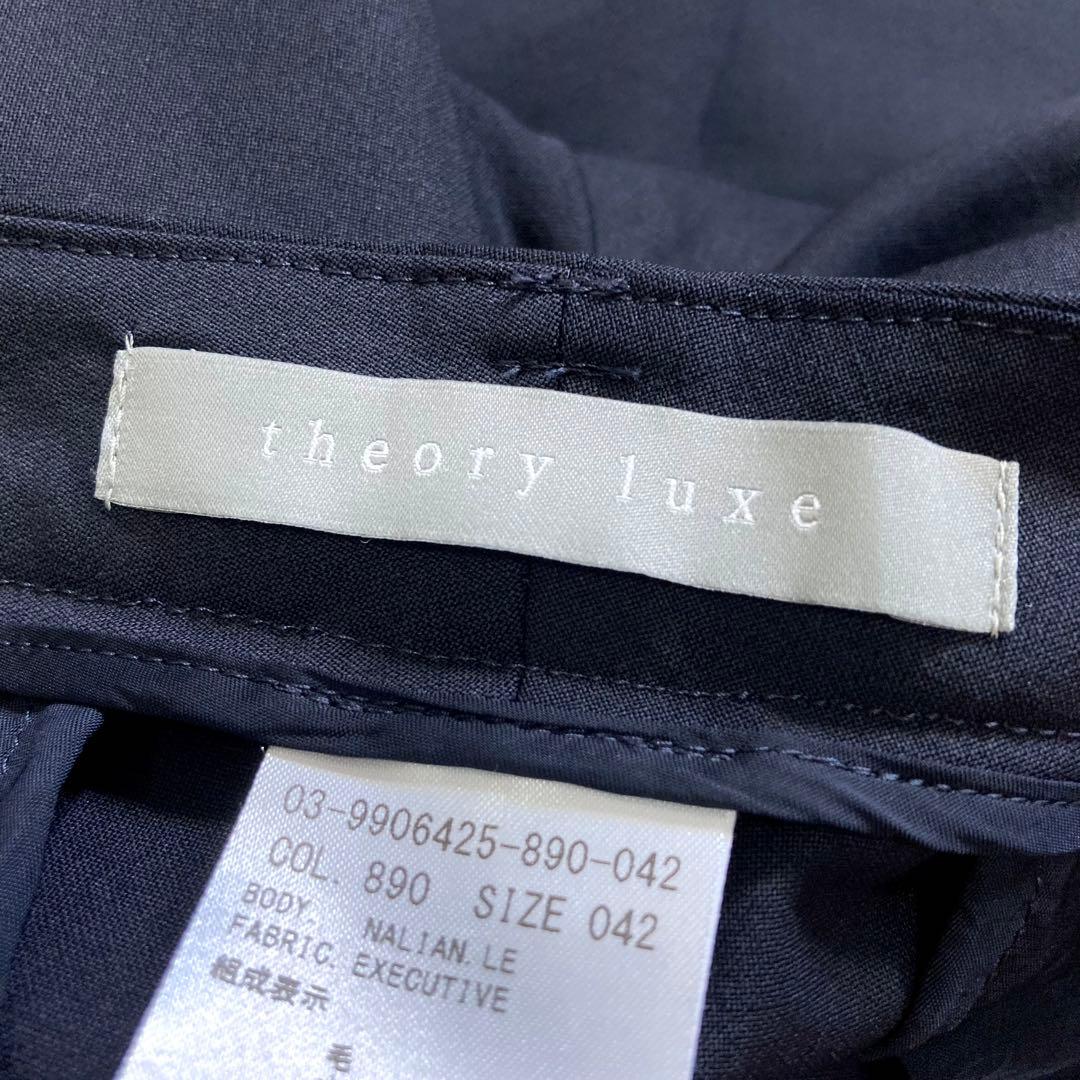 theory luxe
03-9906425-890-042
COL. 890 SIZE 042
BODY. NALIAN.LE
FABRIC. EXECUTIVE
組成表示
毛